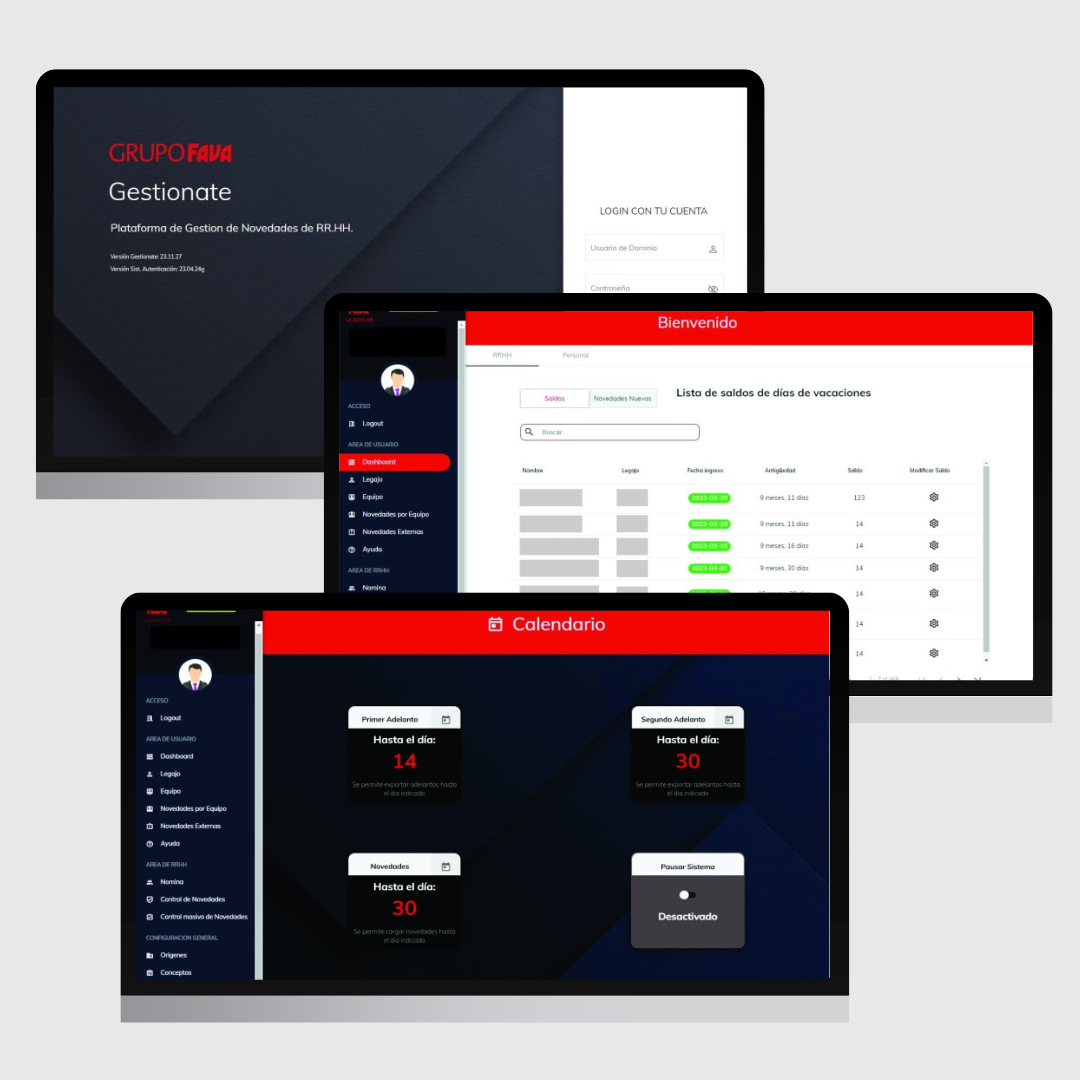 GRUPO FAVA
Gestionate
Plataforma de Gestion de Novedades de RR.HH.
Versión Gestionate: 23.11.27
Versión Sist. Autenticación: 23.04.24g
LOGIN CON TU CUENTA
Usuario de Dominio
Contraseña
Bienvenido
RRHH
Personal
ACCESO
Logout
AREA DE USUARIO
Dashboard
Legajo
Equipo
Novedades por Equipo
Novedades Externas
Ayuda
AREA DE RRHH
Nomina
Saldos
Novedades Nuevas
Lista de saldos de días de vacaciones
Buscar
Nombre Legajo Fecha ingreso Antigüedad Saldo Modificar Saldo
2023-03-20 9 meses, 11 días 123
2023-03-20 9 meses, 11 días 14
2023-03-15 9 meses, 16 días 14
2023-03-01 9 meses, 30 días 14
14
14
14
Calendario
ACCESO
Logout
AREA DE USUARIO
Dashboard
Legajo
Equipo
Novedades por Equipo
Novedades Externas
Ayuda
AREA DE RRHH
Nomina
Control de Novedades
Control masivo de Novedades
CONFIGURACION GENERAL
Origenes
Conceptos
Primer Adelanto
Hasta el día:
14
Se permite exportar adelantos hasta
el dia indicado
Segundo Adelanto
Hasta el día:
30
Se permite exportar adelantos hasta
el dia indicado
Novedades
Hasta el día:
30
Se permite cargar novedades hasta
el dia indicado
Pausar Sistema
Desactivado